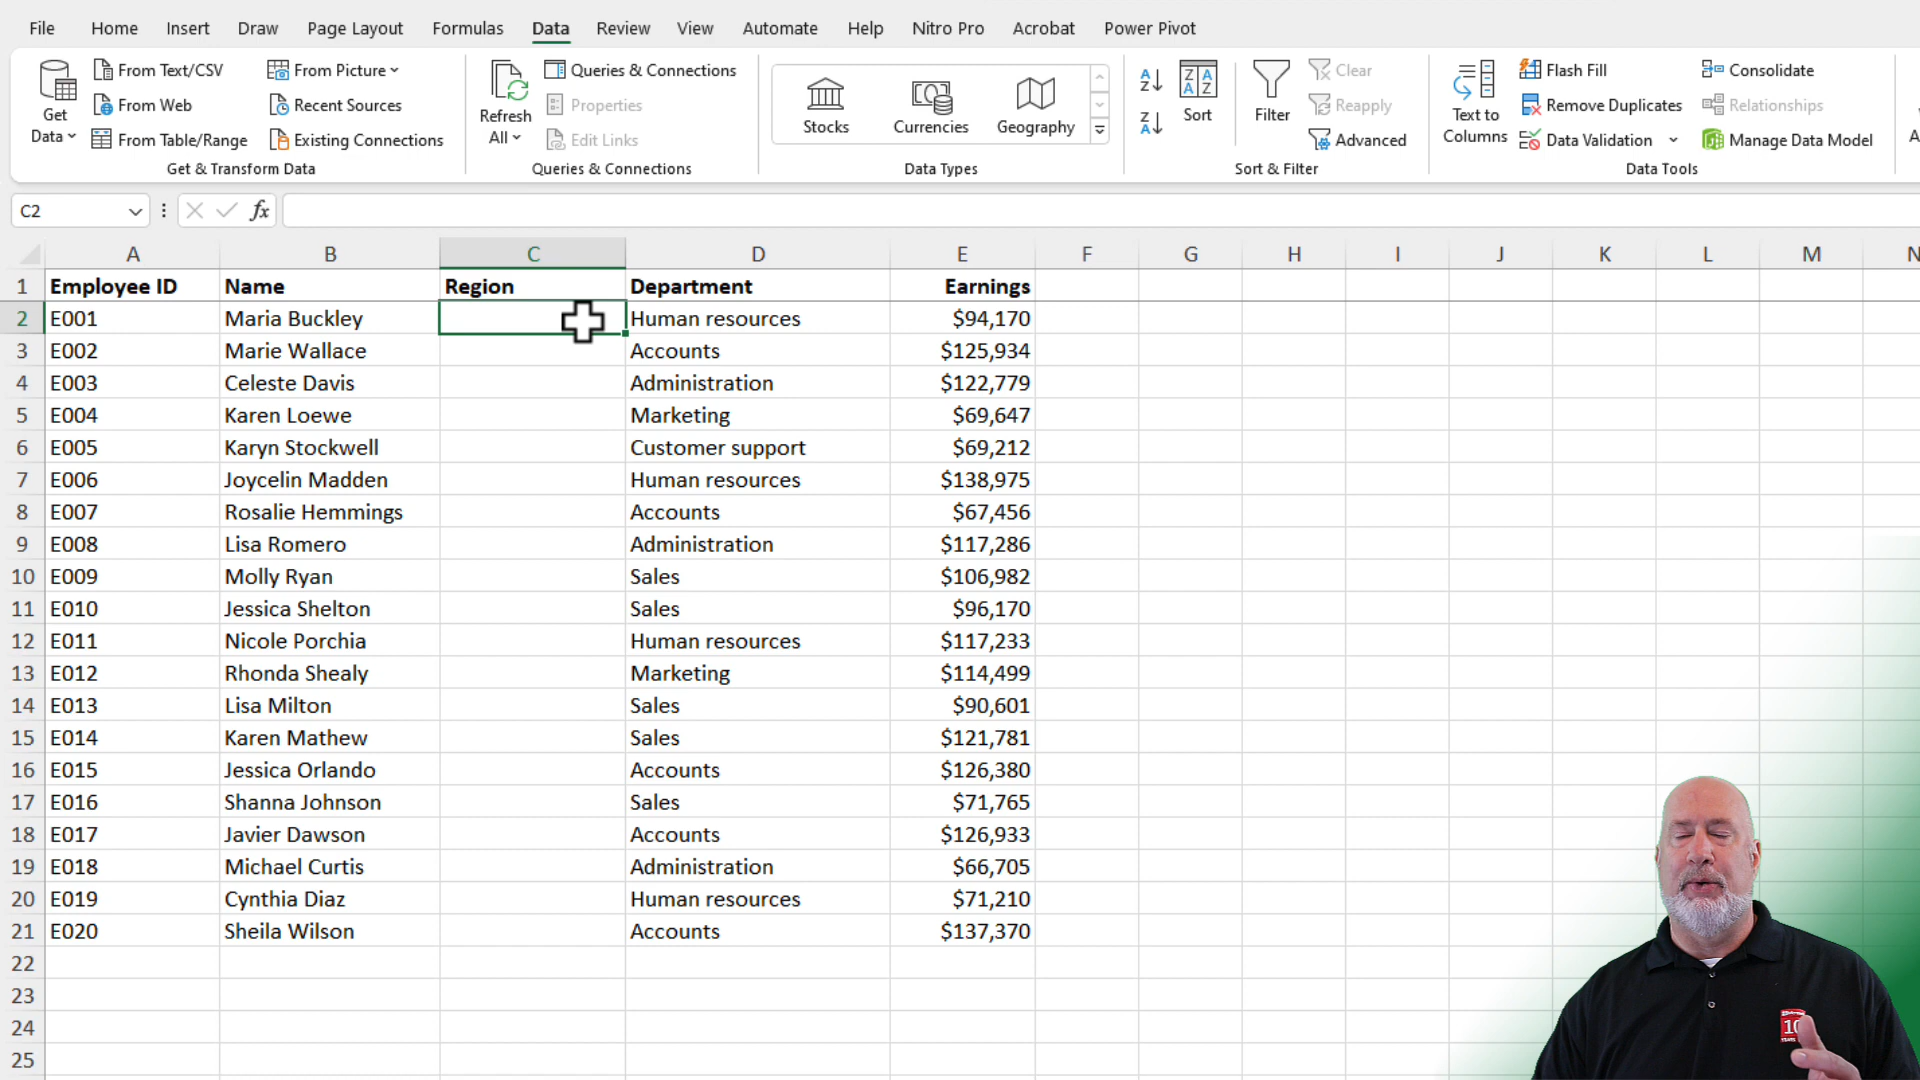 File Home Insert Draw Page Layout Formulas Data Review View Automate Help Nitro Pro Acrobat Power Pivot
Get Data
From Text/CSV
From Web
From Table/Range
From Picture
Recent Sources
Existing Connections
Get & Transform Data
Refresh All
Queries & Connections
Properties
Edit Links
Queries & Connections
Stocks Currencies Geography
Data Types
Sort
Filter
Clear
Reapply
Advanced
Sort & Filter
Text to Columns
Flash Fill
Remove Duplicates
Data Validation
Consolidate
Relationships
Manage Data Model
Data Tools
C2 fx
A B C D E F G H I J K L M N
1 Employee ID Name Region Department Earnings
2 E001 Maria Buckley Human resources $94,170
3 E002 Marie Wallace Accounts $125,934
4 E003 Celeste Davis Administration $122,779
5 E004 Karen Loewe Marketing $69,647
6 E005 Karyn Stockwell Customer support $69,212
7 E006 Joycelin Madden Human resources $138,975
8 E007 Rosalie Hemmings Accounts $67,456
9 E008 Lisa Romero Administration $117,286
10 E009 Molly Ryan Sales $106,982
11 E010 Jessica Shelton Sales $96,170
12 E011 Nicole Porchia Human resources $117,233
13 E012 Rhonda Shealy Marketing $114,499
14 E013 Lisa Milton Sales $90,601
15 E014 Karen Mathew Sales $121,781
16 E015 Jessica Orlando Accounts $126,380
17 E016 Shanna Johnson Sales $71,765
18 E017 Javier Dawson Accounts $126,933
19 E018 Michael Curtis Administration $66,705
20 E019 Cynthia Diaz Human resources $71,210
21 E020 Sheila Wilson Accounts $137,370
22
23
24
25
10